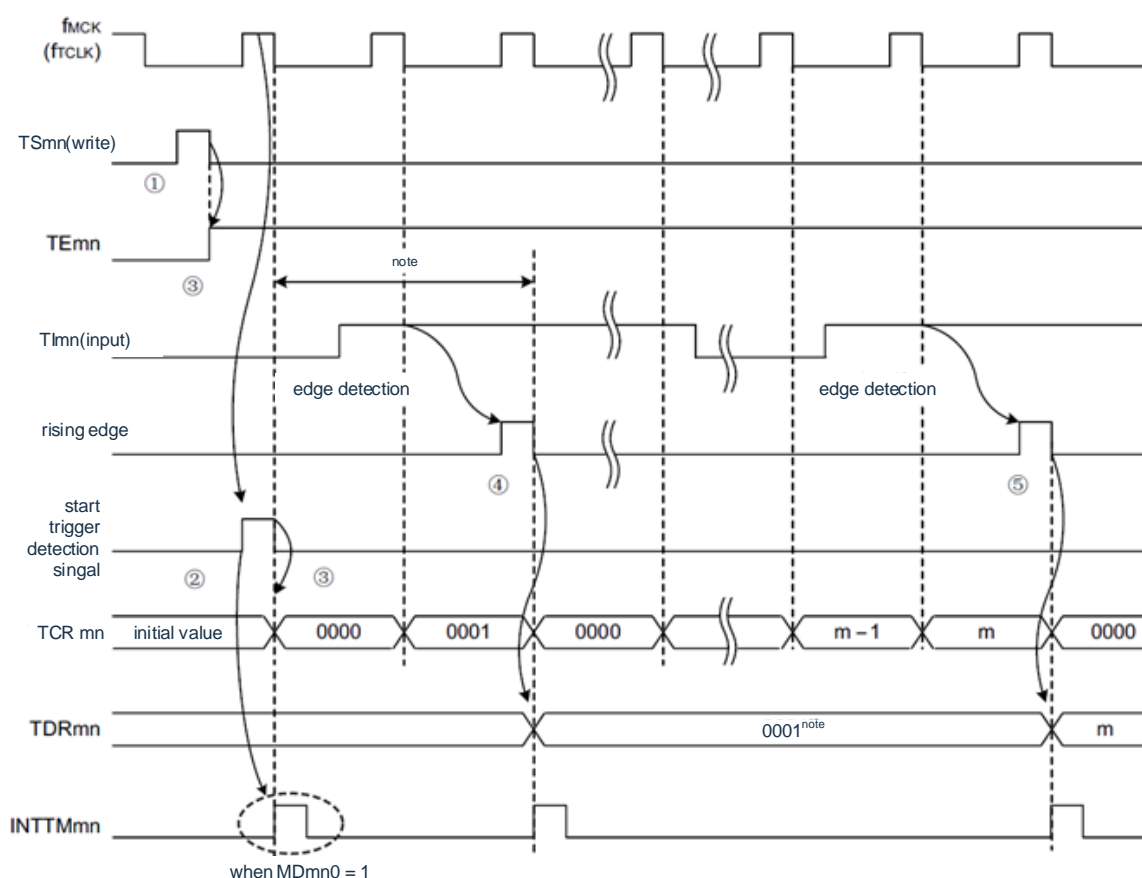 fMCK
(fTCLK)
TSmn(write)
①
TEmn
③
note
TImn(input)
edge detection
edge detection
rising edge
④
⑤
start
trigger
detection
singal
②
③
TCR mn
initial value
0000
0001
0000
m – 1
m
0000
TDRmn
0001note
m
INTTMmn
when MDmn0 = 1